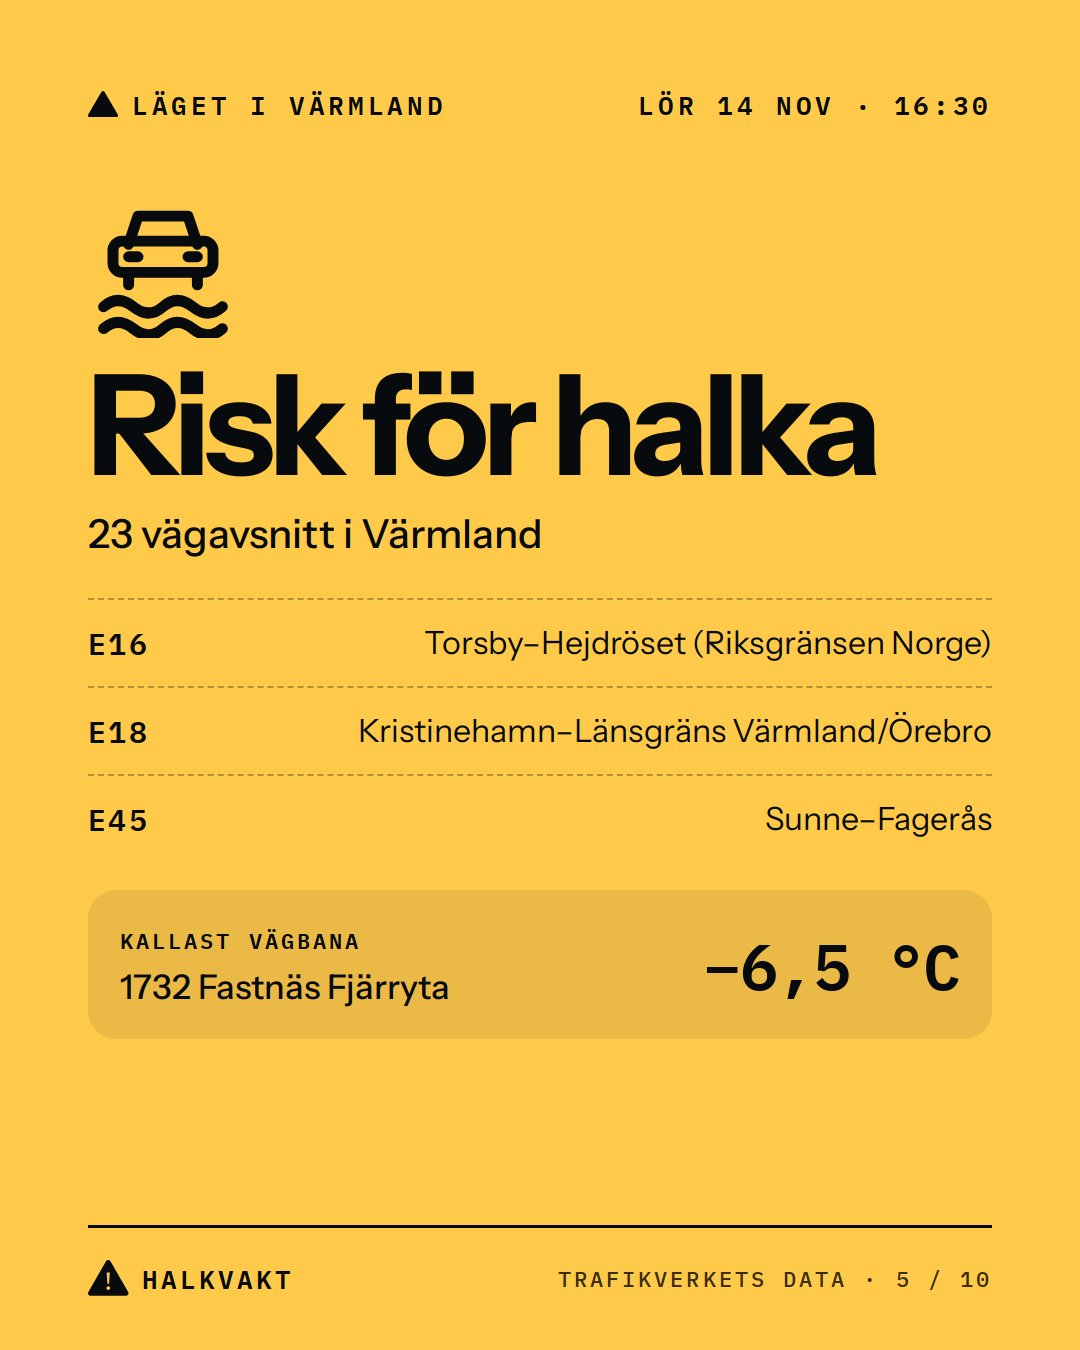 LÄGET I VÄRMLAND
LÖR 14 NOV · 16:30
Risk för halka
23 vägavsnitt i Värmland
E16 Torsby–Hejdröset (Riksgränsen Norge)
E18 Kristinehamn–Länsgräns Värmland/Örebro
E45 Sunne–Fagerås
KALLAST VÄGBANA
1732 Fastnäs Fjärryta
−6,5 °C
HALKVAKT
TRAFIKVERKETS DATA · 5 / 10